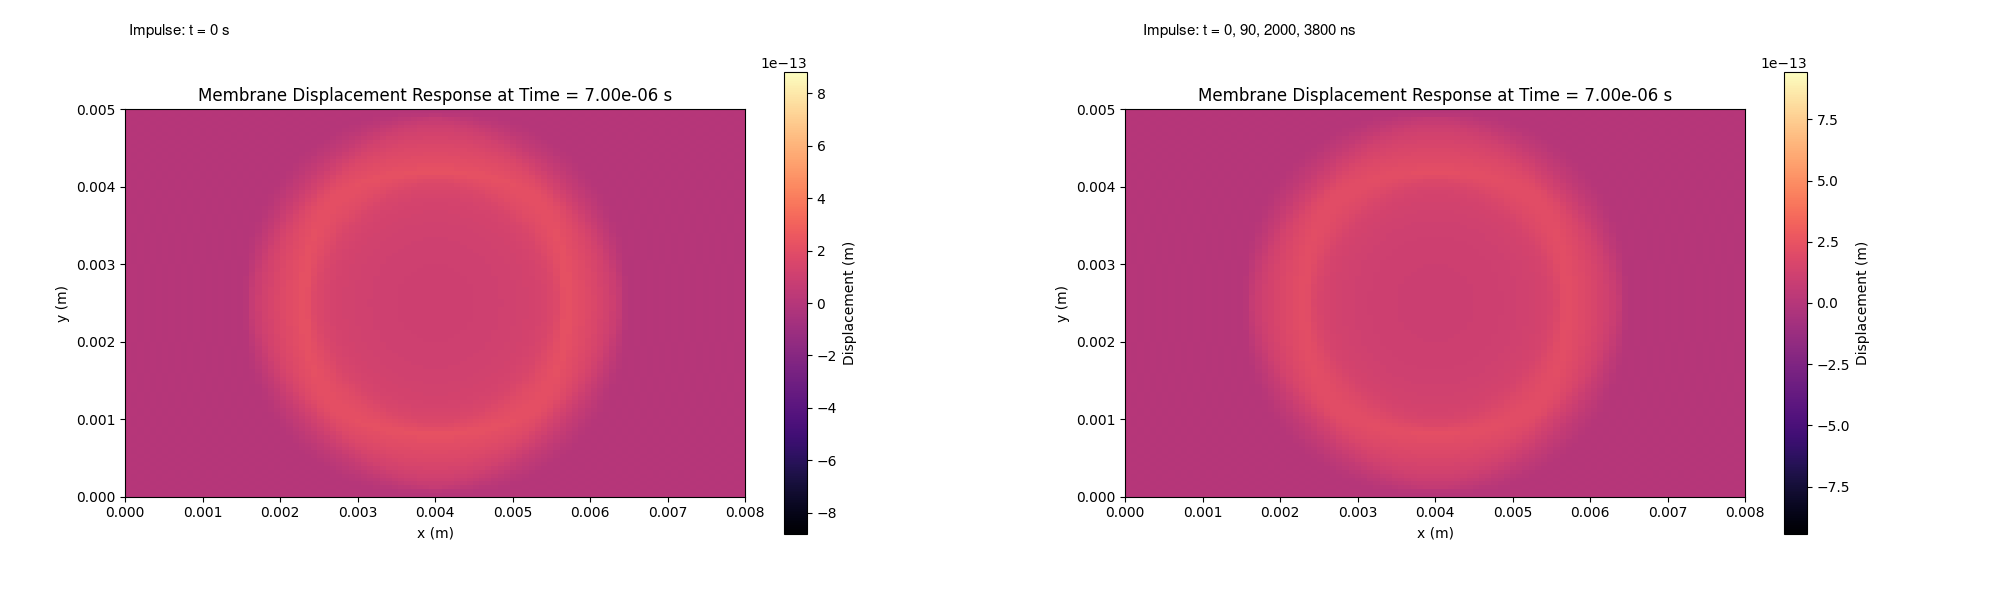 Impulse: t = 0 s
1e−13
Membrane Displacement Response at Time = 7.00e-06 s
0.005
0.004
0.003
0.002
0.001
0.000
y (m)
0.000 0.001 0.002 0.003 0.004 0.005 0.006 0.007 0.008
x (m)
8
6
4
2
0
−2
−4
−6
−8
Displacement (m)
Impulse: t = 0, 90, 2000, 3800 ns
1e−13
Membrane Displacement Response at Time = 7.00e-06 s
0.005
0.004
0.003
0.002
0.001
0.000
y (m)
0.000 0.001 0.002 0.003 0.004 0.005 0.006 0.007 0.008
x (m)
7.5
5.0
2.5
0.0
−2.5
−5.0
−7.5
Displacement (m)